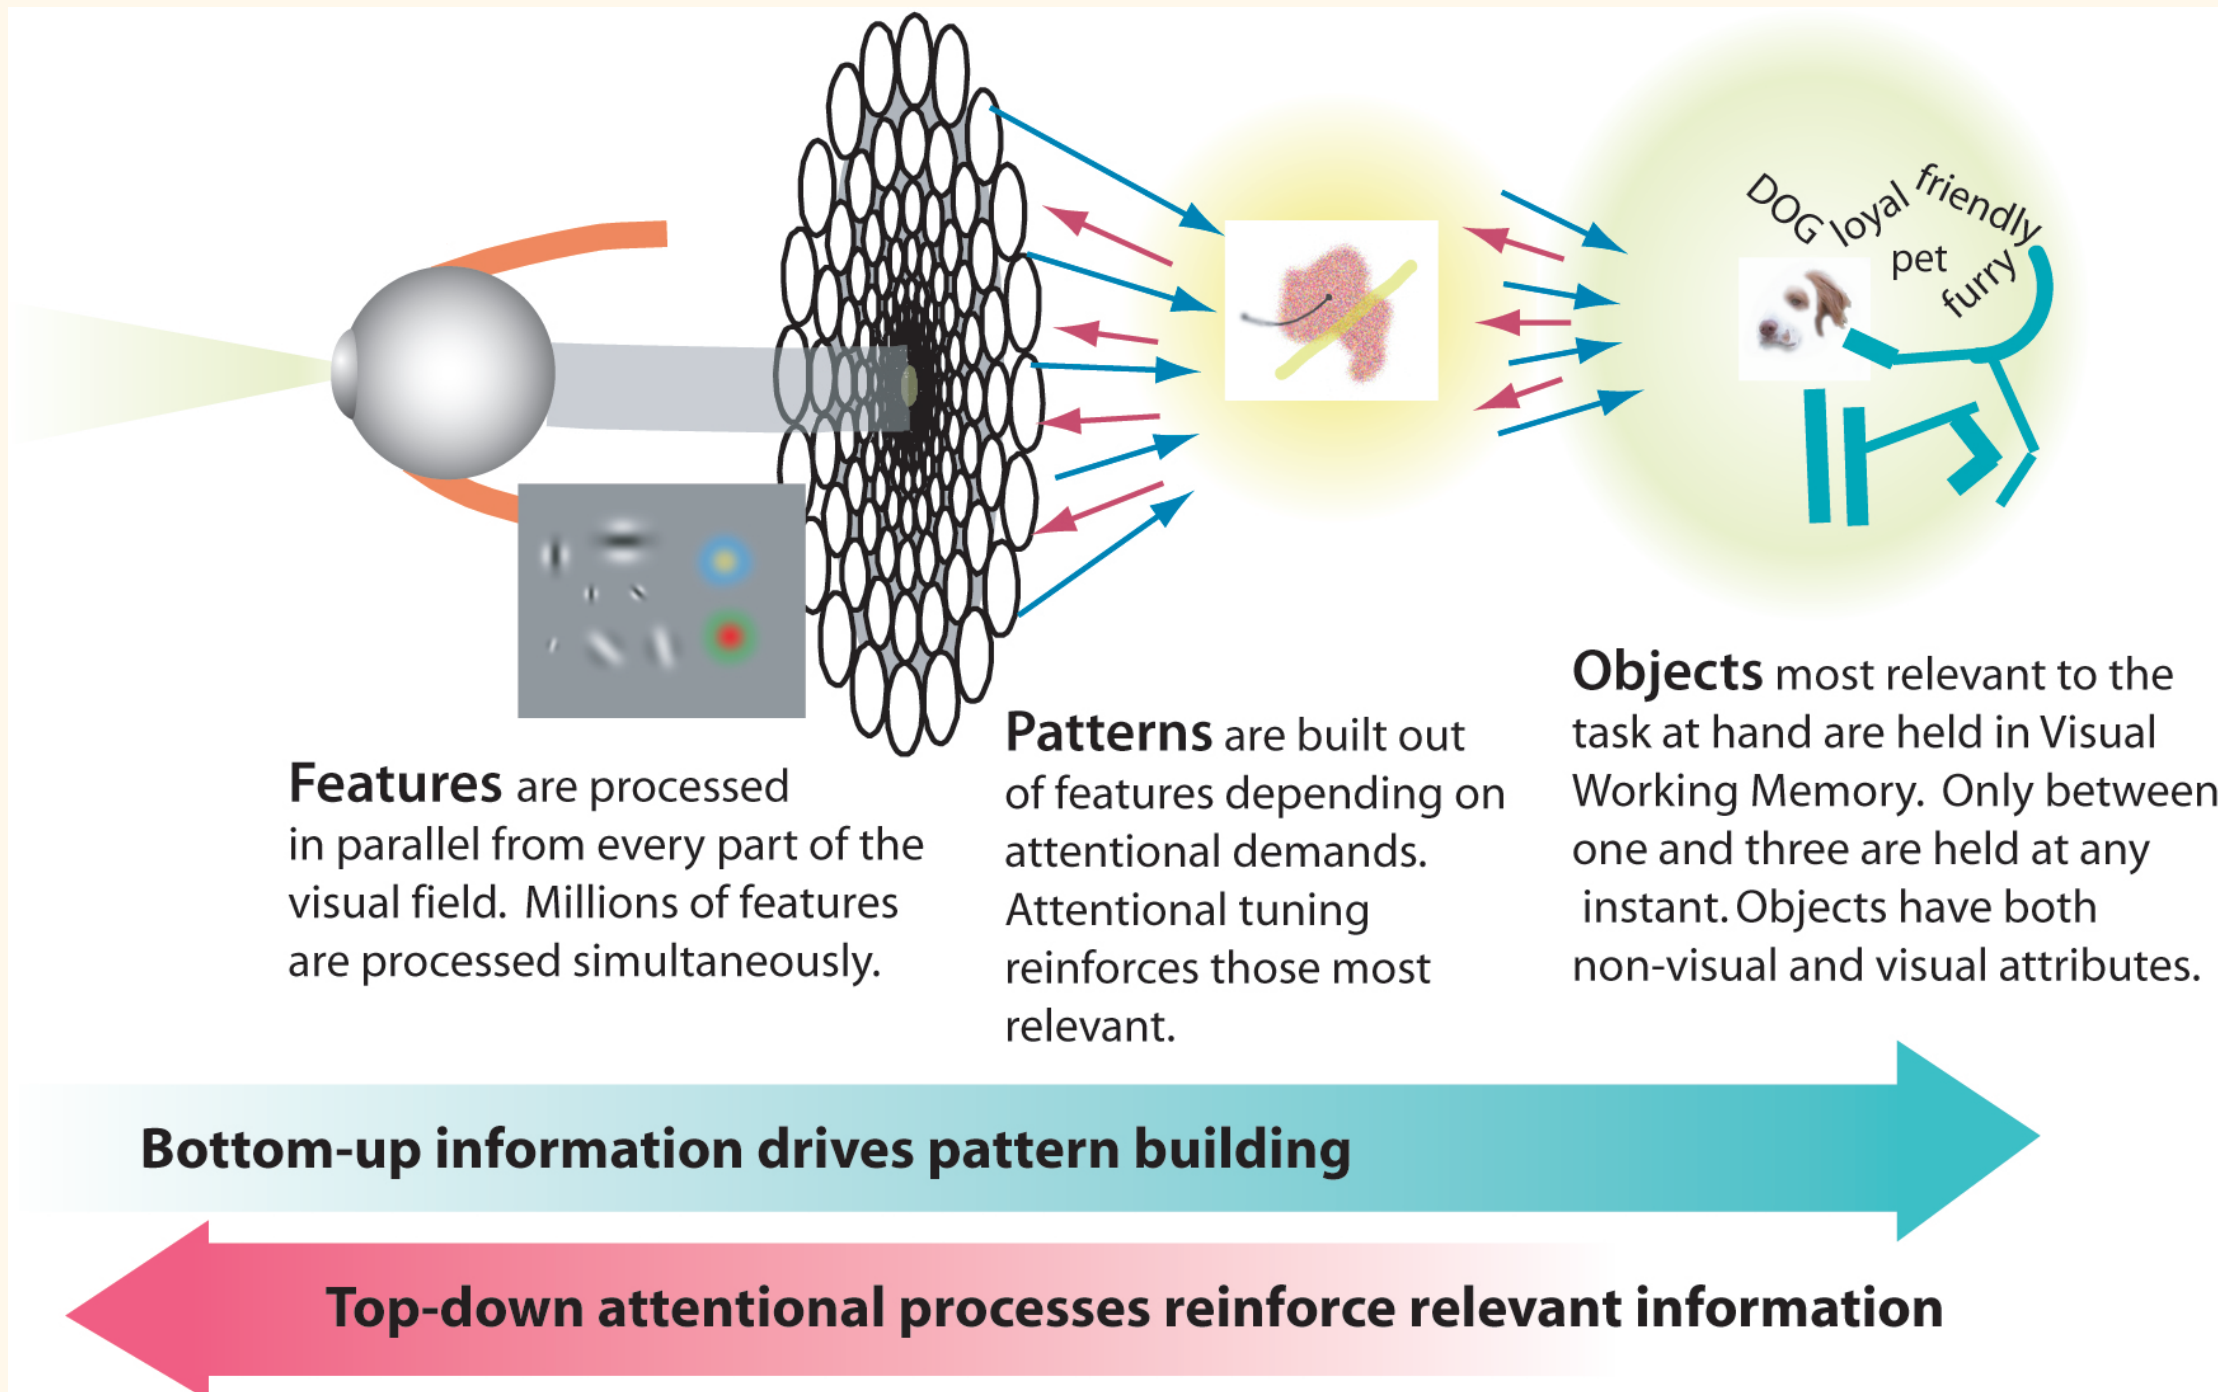 DOG
loyal
friendly
pet
furry
Features are processed
in parallel from every part of the
visual field. Millions of features
are processed simultaneously.
Patterns are built out
of features depending on
attentional demands.
Attentional tuning
reinforces those most
relevant.
Objects most relevant to the
task at hand are held in Visual
Working Memory. Only between
one and three are held at any
instant. Objects have both
non-visual and visual attributes.
Bottom-up information drives pattern building
Top-down attentional processes reinforce relevant information